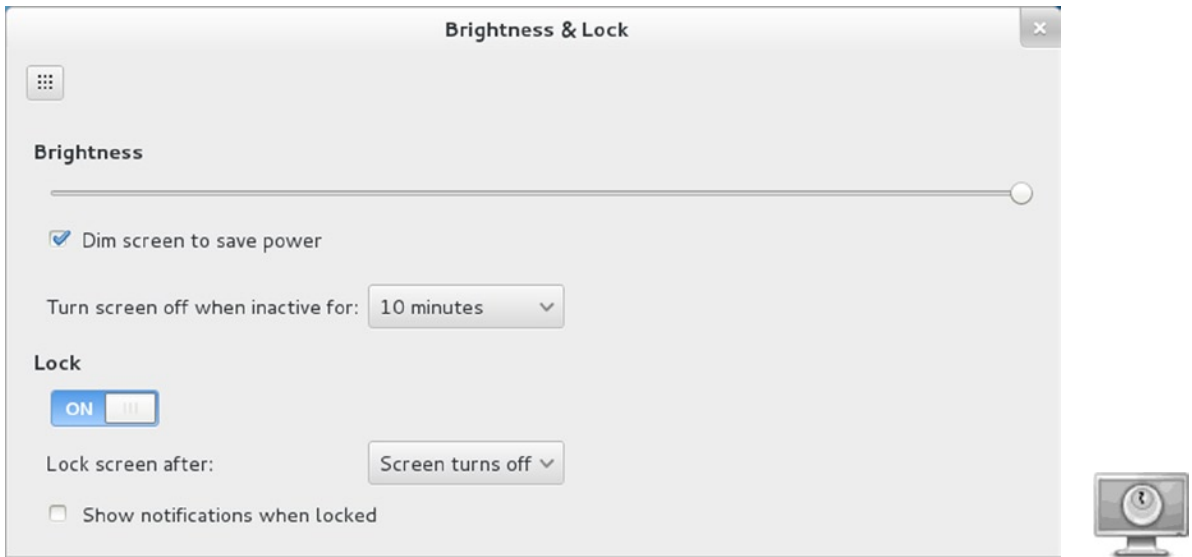 Brightness & Lock
Brightness
Dim screen to save power
Turn screen off when inactive for: 10 minutes
Lock
ON
Lock screen after: Screen turns off
Show notifications when locked